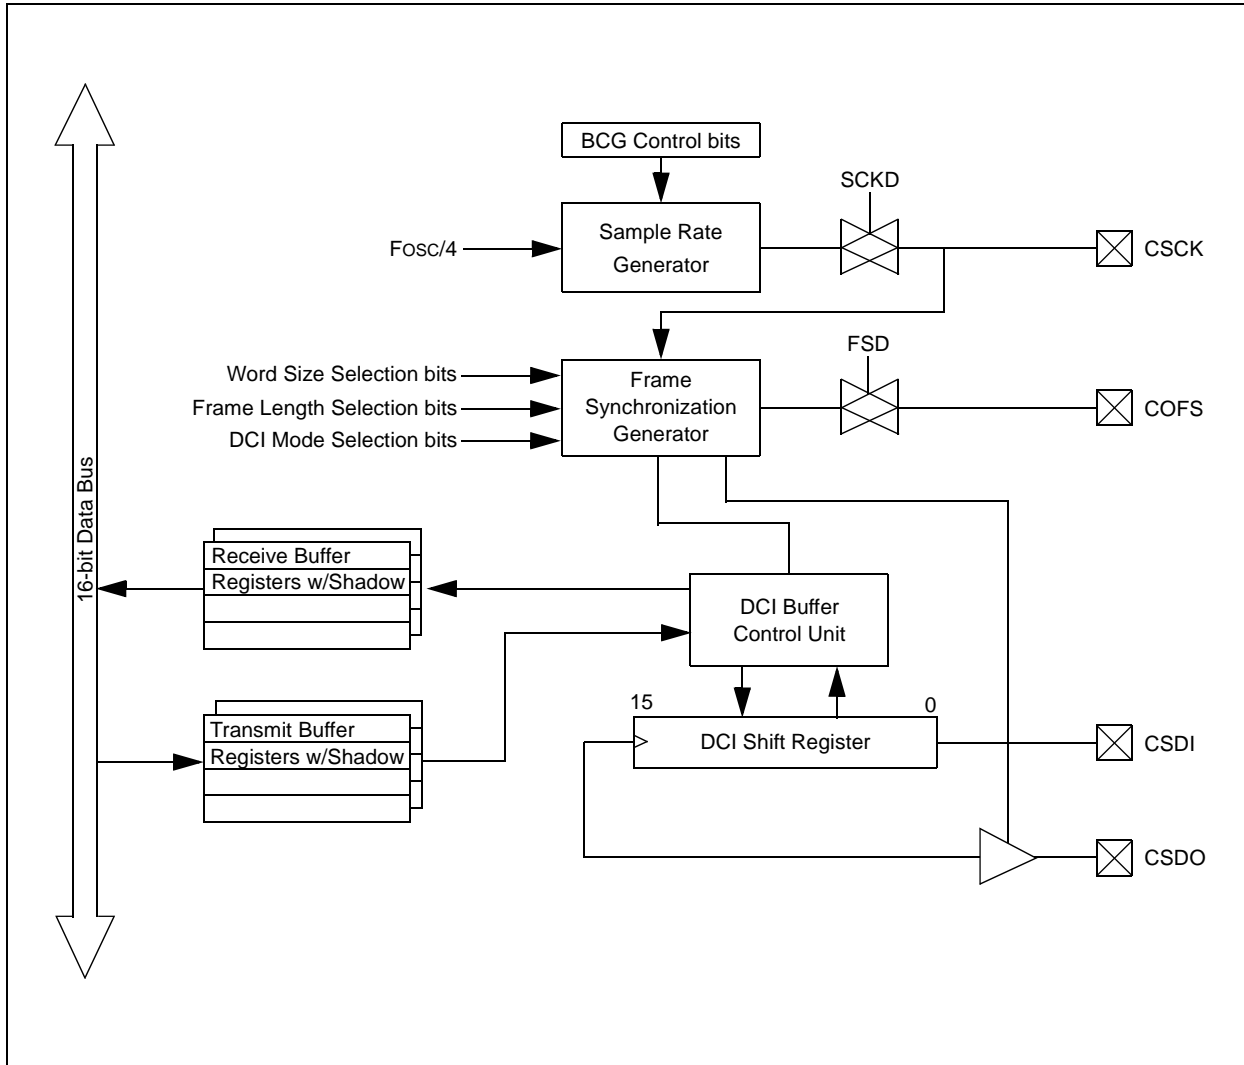 BCG Control bits
SCKD
Sample Rate
Generator
FOSC/4
CSCK
FSD
Word Size Selection bits
Frame Length Selection bits
DCI Mode Selection bits
Frame
Synchronization
Generator
COFS
16-bit Data Bus
Receive Buffer
Registers w/Shadow
DCI Buffer
Control Unit
Transmit Buffer
Registers w/Shadow
15
0
DCI Shift Register
CSDI
CSDO